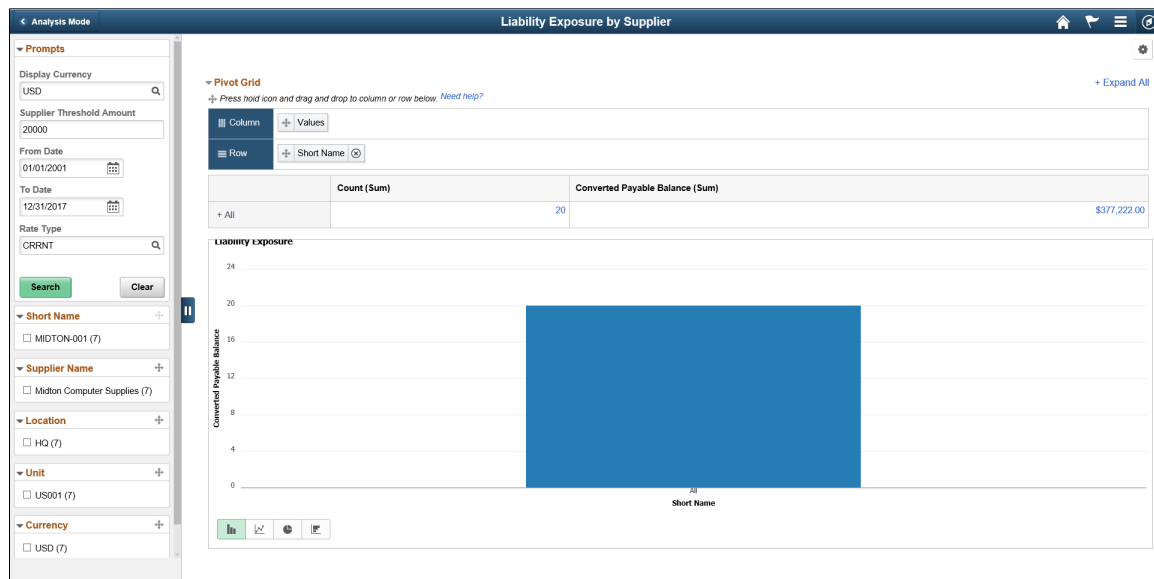 Analysis Mode
Liability Exposure by Supplier
Prompts
Display Currency
USD
Supplier Threshold Amount
20000
From Date
01/01/2001
To Date
12/31/2017
Rate Type
CRRNT
Search Clear
Short Name
MIDTON-001 (7)
Supplier Name
Midton Computer Supplies (7)
Location
HQ (7)
Unit
US001 (7)
Currency
USD (7)
Pivot Grid
+ Expand All
Press hold icon and drag and drop to column or row below. Need help?
Column Values
Row Short Name
Count (Sum) Converted Payable Balance (Sum)
+ All 20 $377,222.00
Liability Exposure
24
20
16
12
8
4
0
Converted Payable Balance
All
Short Name